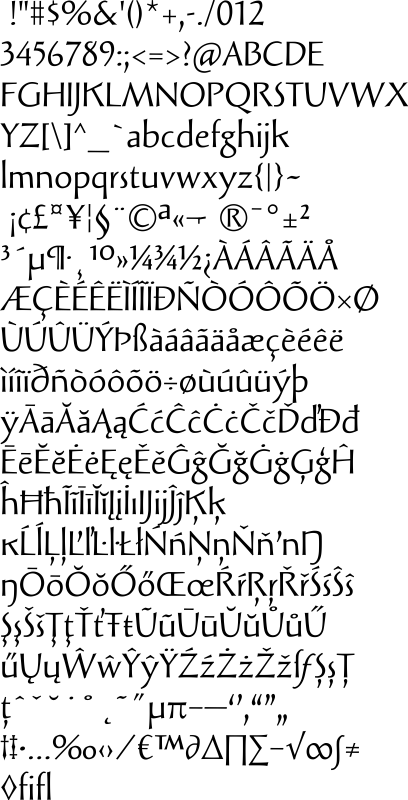 !"#$%&'()*+,-./012
3456789:;<=>?@ABCDE
FGHIJKLMNOPQRSTUVWX
YZ[\]^_`abcdefghijk
lmnopqrstuvwxyz{|}~
¡¢£¤¥¦§¨©ª«¬ ®¯°±²
³´µ¶·¸¹º»¼¾½¿ÀÁÂÃÄÅ
ÆÇÈÉÊËÌÍÎÏÐÑÒÓÔÕÖ×Ø
ÙÚÛÜÝÞßàáâãäåæçèéêë
ìíîïðñòóôõö÷øùúûüýþ
ÿĀāĂăĄąĆćĈĉĊċČčĎďĐđ
ĒēĔĕĖėĘęĚěĜĝĞğĠġĢģĤ
ĥĦħĨĩĪīĬĭĮįİıĲĳĴĵĶķ
ĸĹĺĻļĽľĿŀŁłŃńŅņŇňŉŊ
ŋŌōŎŏŐőŒœŔŕŖŗŘřŚśŜŝ
ŞşŠšŢţŤťŦŧŨũŪūŬŭŮůŰ
űŲųŴŵŶŷŸŹźŻżŽžſƒȘșȚ
țˆˇ˘˙˚˛˜˝µπ–—‘’‚“”„
†‡•…‰‹›⁄€™∂∆∏∑−√∞∫≠
◊ﬁﬂ